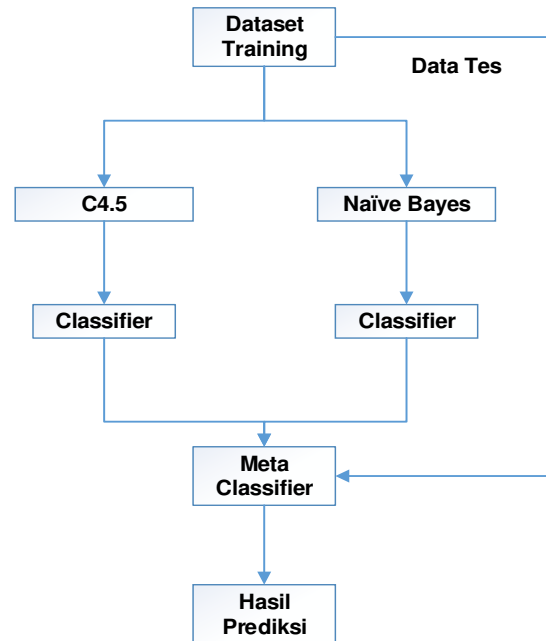 Dataset
Training
Data Tes
C4.5
Naïve Bayes
Classifier
Classifier
Meta
Classifier
Hasil
Prediksi